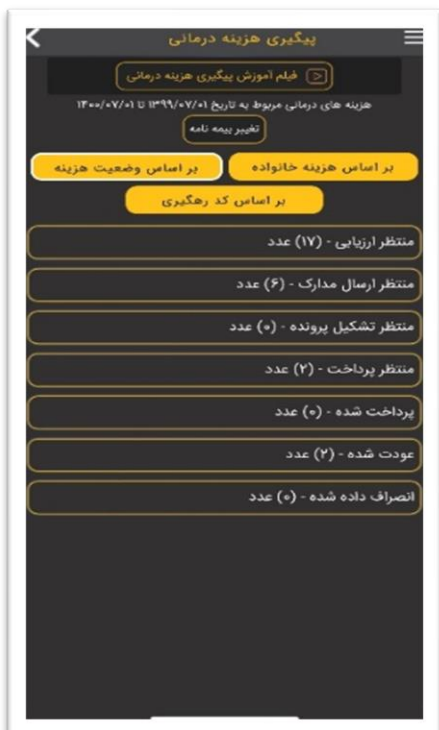 پیگیری هزینه درمانی
فیلم آموزش پیگیری هزینه درمانی
هزینه های درمانی مربوط به تاریخ ۱۳۹۹/۰۷/۰۱ تا ۱۴۰۰/۰۷/۰۱
تغییر بیمه نامه
بر اساس هزینه خانواده
بر اساس وضعیت هزینه
بر اساس کد رهگیری
منتظر ارزیابی - (۱۷) عدد
منتظر ارسال مدارک - (۶) عدد
منتظر تشکیل پرونده - (۰) عدد
منتظر پرداخت - (۲) عدد
پرداخت شده - (۰) عدد
عودت شده - (۲) عدد
انصراف داده شده - (۰) عدد